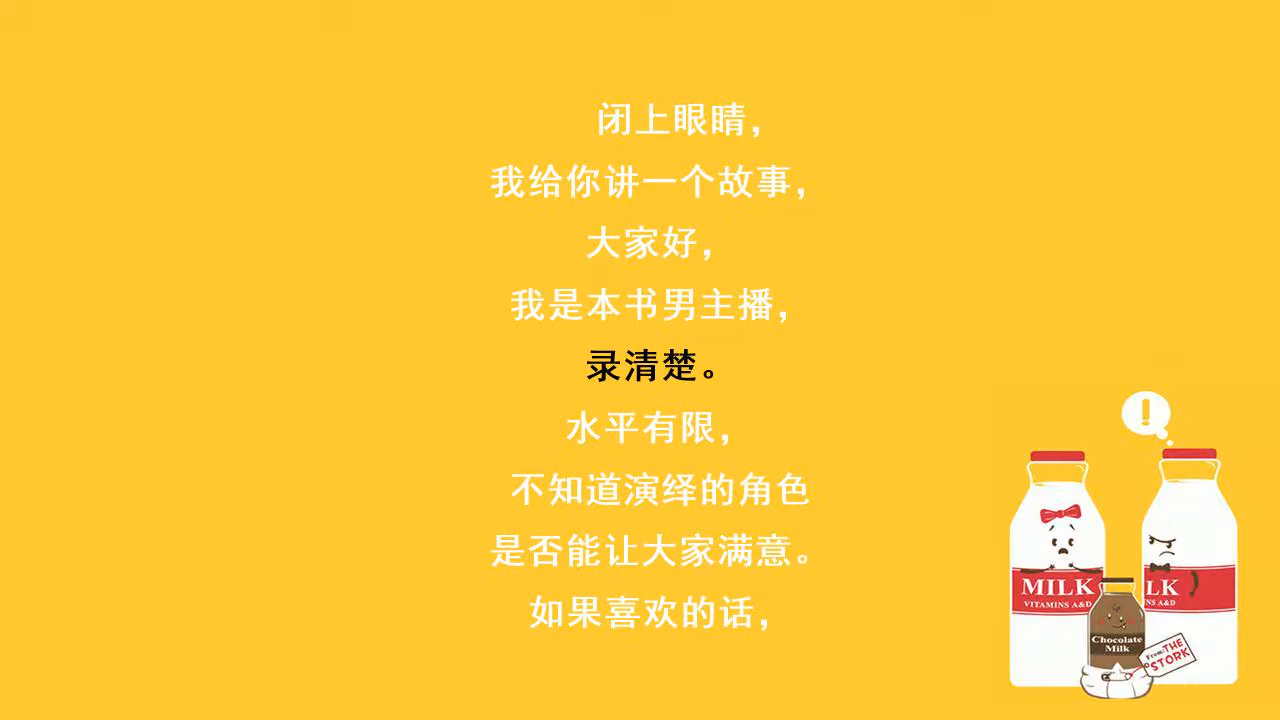 闭上眼睛，
我给你讲一个故事，
大家好，
我是本书男主播，
录清楚。
水平有限，
不知道演绎的角色
是否能让大家满意。
如果喜欢的话，
!
MILK
VITAMINS A&D
LK
NS A&D
Chocolate
Milk
From: THE
STORK